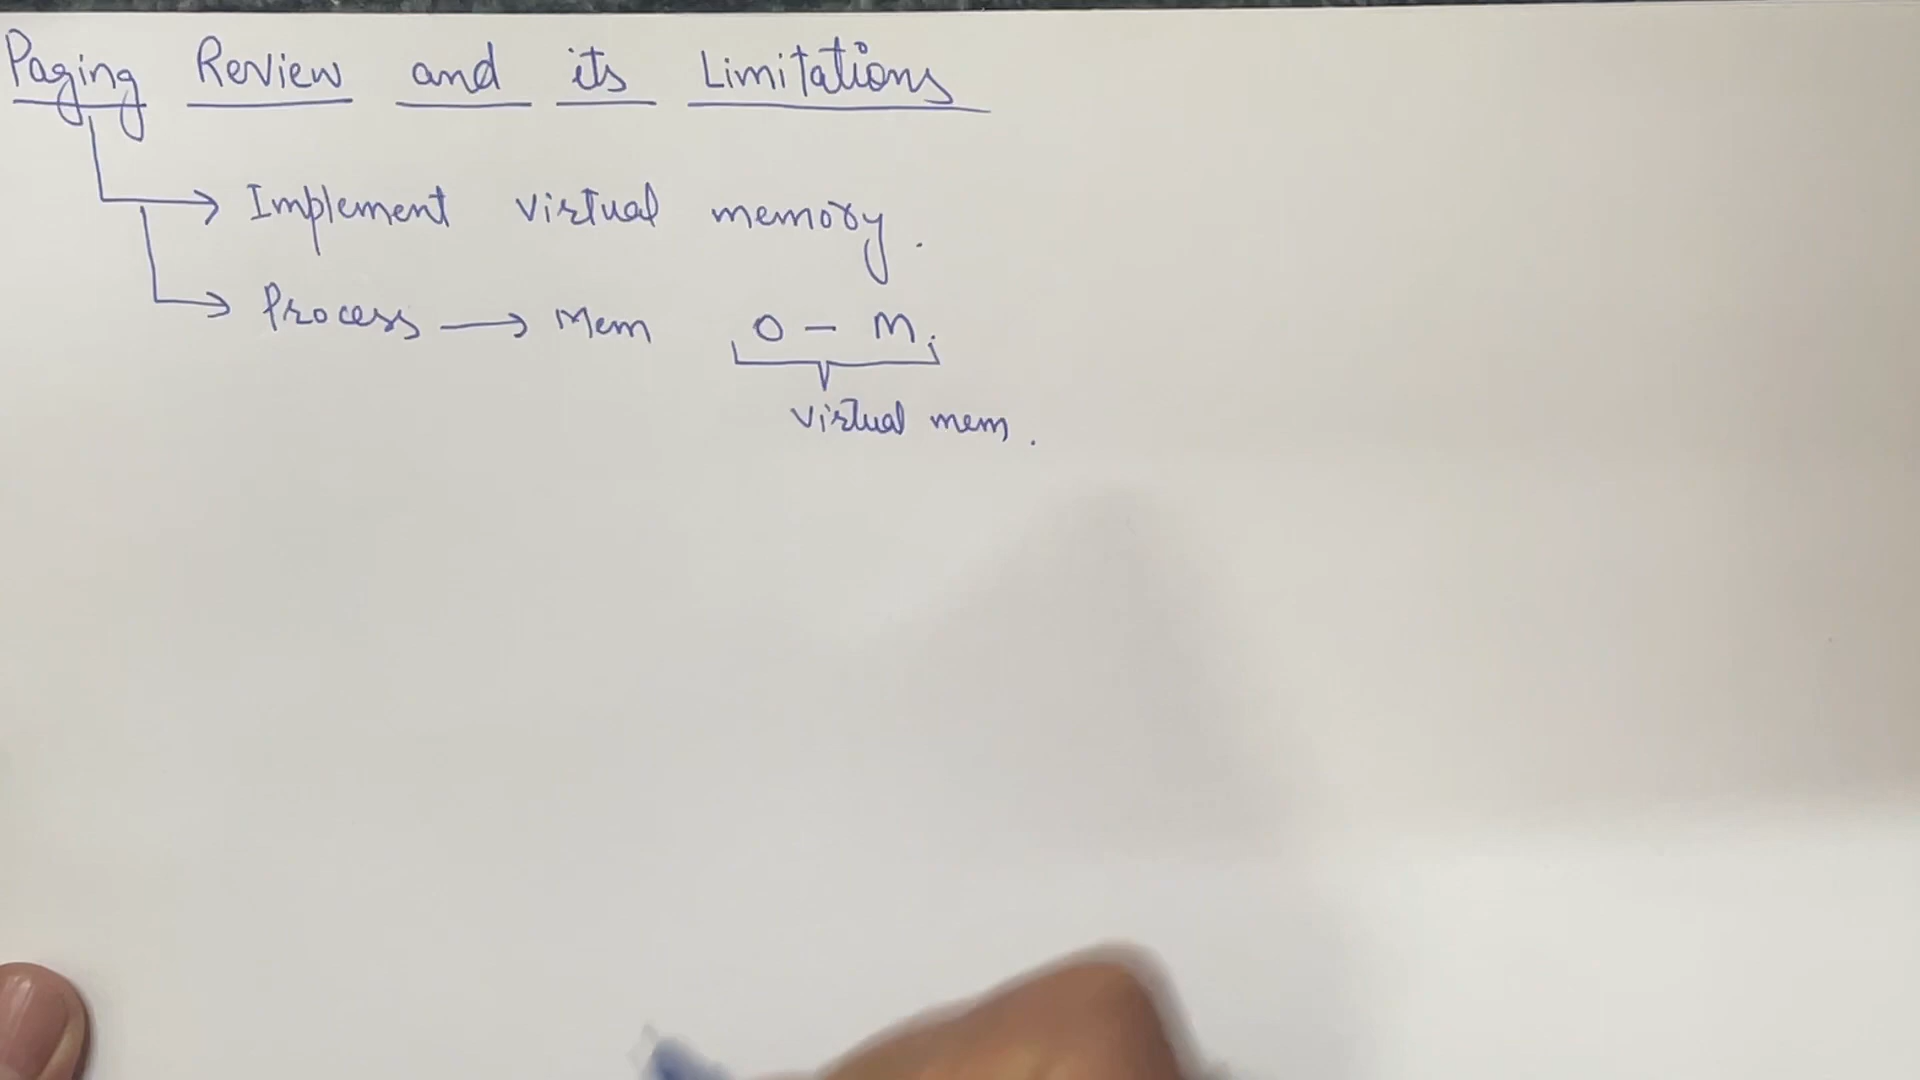 Paging Review and its Limitations
Implement virtual memory.
Process → Mem 0 – M;
virtual mem.